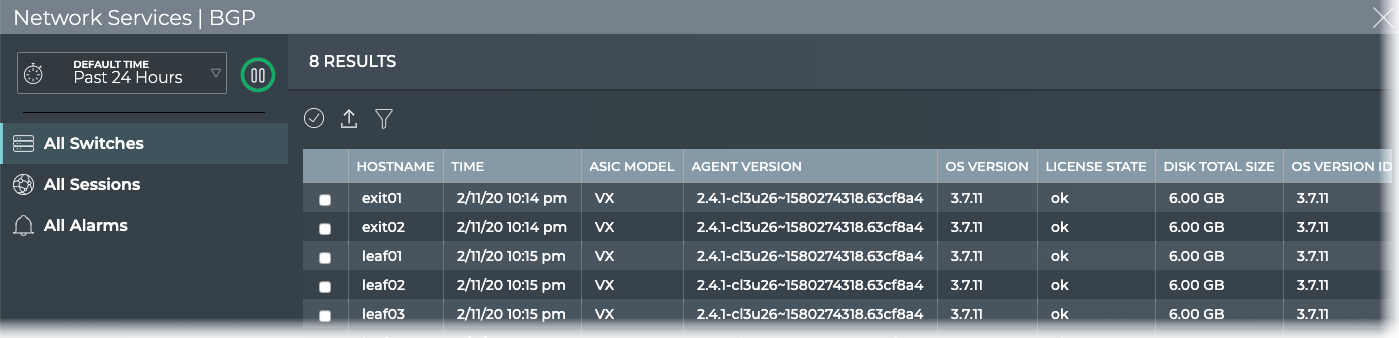 Network Services | BGP
DEFAULT TIME
Past 24 Hours
8 RESULTS
All Switches
All Sessions
All Alarms
HOSTNAME TIME ASIC MODEL AGENT VERSION OS VERSION LICENSE STATE DISK TOTAL SIZE OS VERSION ID
exit01 2/11/20 10:14 pm VX 2.4.1-cl3u26~1580274318.63cf8a4 3.7.11 ok 6.00 GB 3.7.11
exit02 2/11/20 10:14 pm VX 2.4.1-cl3u26~1580274318.63cf8a4 3.7.11 ok 6.00 GB 3.7.11
leaf01 2/11/20 10:15 pm VX 2.4.1-cl3u26~1580274318.63cf8a4 3.7.11 ok 6.00 GB 3.7.11
leaf02 2/11/20 10:15 pm VX 2.4.1-cl3u26~1580274318.63cf8a4 3.7.11 ok 6.00 GB 3.7.11
leaf03 2/11/20 10:15 pm VX 2.4.1-cl3u26~1580274318.63cf8a4 3.7.11 ok 6.00 GB 3.7.11